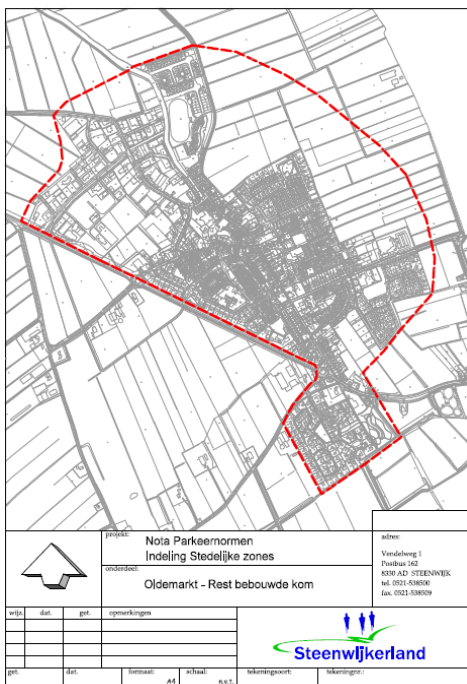 projekt:
Nota Parkeernormen
Indeling Stedelijke zones
onderdeel:
Oldemarkt - Rest bebouwde kom
adres:
Vendelweg 1
Postbus 162
8330 AD STEENWIJK
tel. 0521-538500
fax. 0521-538509
wijz. dat. get. opmerkingen
Steenwijkerland
get. dat. formaat: schaal: tekeningsoort: tekeningnr.:
A4 n.v.t.